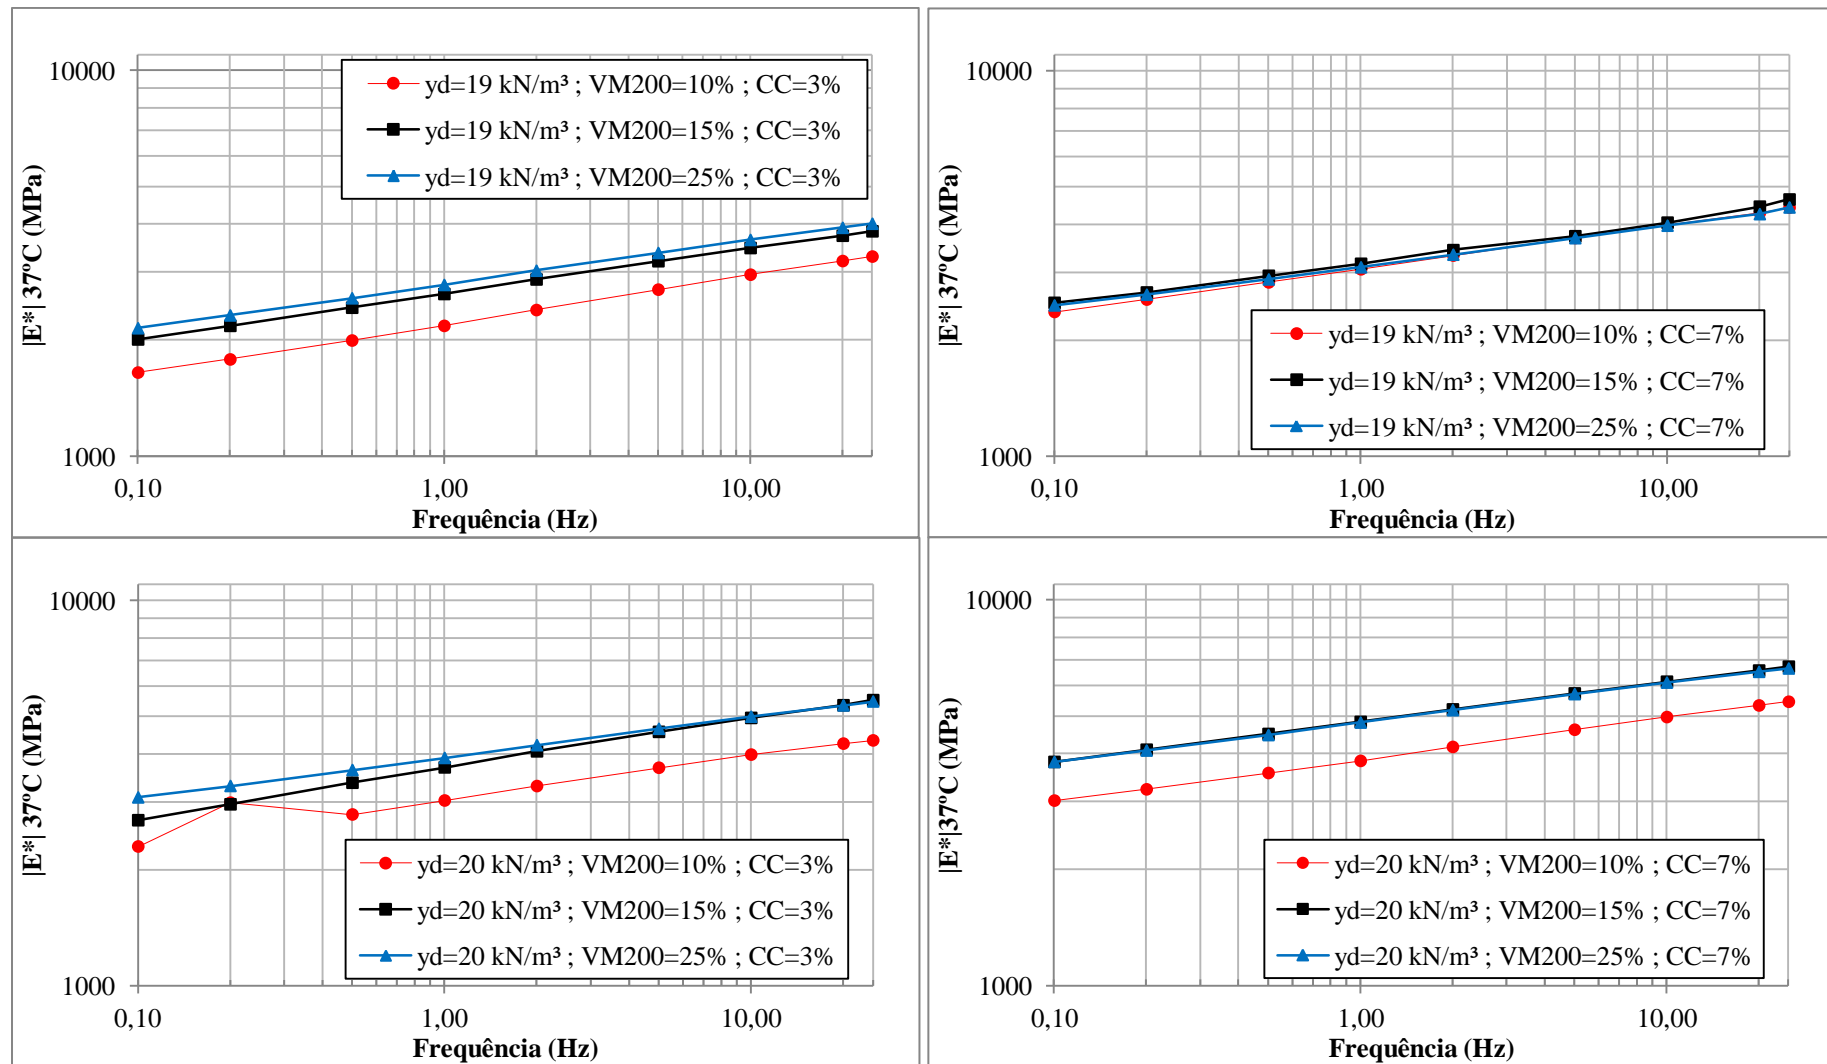 10000
1000
|E*| 37ºC (MPa)
yd=19 kN/m³ ; VM200=10% ; CC=3%
yd=19 kN/m³ ; VM200=15% ; CC=3%
yd=19 kN/m³ ; VM200=25% ; CC=3%
0,10 1,00 10,00
Frequência (Hz)
10000
1000
|E*| 37ºC (MPa)
yd=19 kN/m³ ; VM200=10% ; CC=7%
yd=19 kN/m³ ; VM200=15% ; CC=7%
yd=19 kN/m³ ; VM200=25% ; CC=7%
0,10 1,00 10,00
Frequência (Hz)
10000
1000
|E*| 37ºC (MPa)
yd=20 kN/m³ ; VM200=10% ; CC=3%
yd=20 kN/m³ ; VM200=15% ; CC=3%
yd=20 kN/m³ ; VM200=25% ; CC=3%
0,10 1,00 10,00
Frequência (Hz)
10000
1000
|E*|37ºC (MPa)
yd=20 kN/m³ ; VM200=10% ; CC=7%
yd=20 kN/m³ ; VM200=15% ; CC=7%
yd=20 kN/m³ ; VM200=25% ; CC=7%
0,10 1,00 10,00
Frequência (Hz)